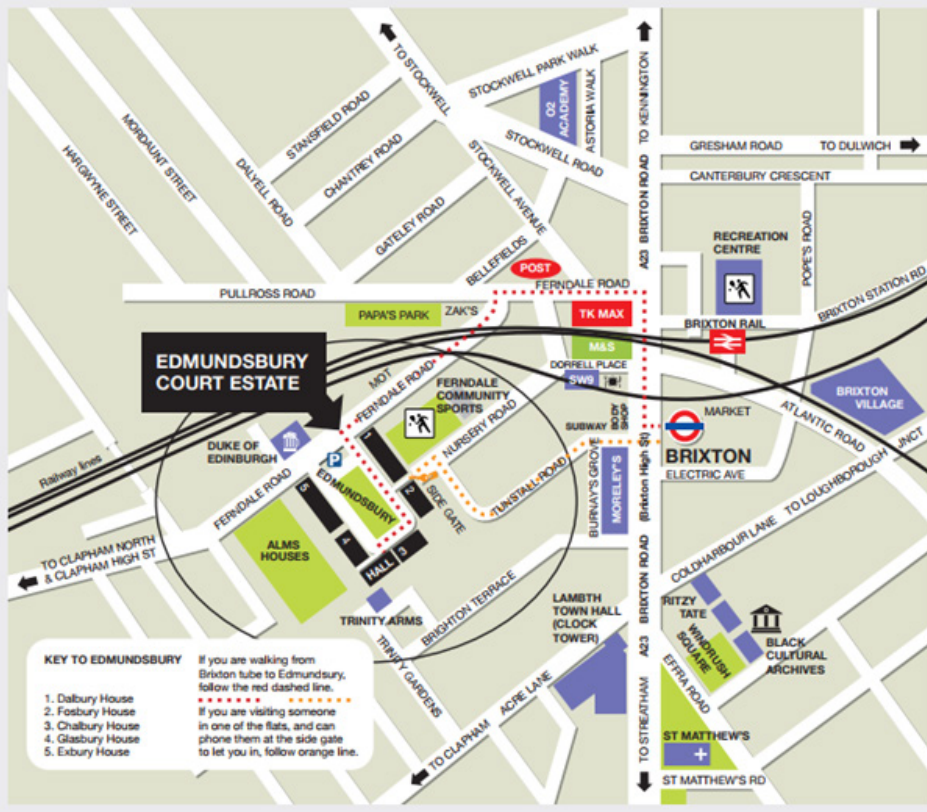 TO STOCKWELL
STOCKWELL PARK WALK
O2
ACADEMY
ASTORIA WALK
TO KENNINGTON
A23 BRIXTON ROAD
GRESHAM ROAD
TO DULWICH
CANTERBURY CRESCENT
STANSFIELD ROAD
MORDAUNT STREET
HARGWYNE STREET
DALYELL ROAD
CHANTREY ROAD
STOCKWELL AVENUE
STOCKWELL ROAD
GATELEY ROAD
BELLEFIELDS
POPE'S ROAD
RECREATION
CENTRE
POST
FERNDALE ROAD
PULLROSS ROAD
BRIXTON STATION RD
PAPA'S PARK
ZAK'S
TK MAX
BRIXTON RAIL
M&S
EDMUNDSBURY
COURT ESTATE
MOT
FERNDALE ROAD
DORRELL PLACE
SW9
BODY
SHOP
FERNDALE
COMMUNITY
SPORTS
NURSERY ROAD
SUBWAY
MARKET
BRIXTON
ATLANTIC ROAD
BRIXTON
VILLAGE
DUKE OF
EDINBURGH
P
Railway lines
1
2
3
4
5
EDMUNDSBURY
SIDE GATE
TUNSTALL ROAD
BURNAY'S GROVE
MORELEY'S
(Brixton High St)
ELECTRIC AVE
TO LOUGHBOROUGH JNCT
COLDHARBOUR LANE
FERNDALE ROAD
ALMS
HOUSES
HALL
TO CLAPHAM NORTH
& CLAPHAM HIGH ST
TRINITY ARMS
BRIGHTON TERRACE
TRINITY GARDENS
LAMBTH
TOWN HALL
(CLOCK
TOWER)
A23 BRIXTON ROAD
RITZY
TATE
WINDRUSH
SQUARE
BLACK
CULTURAL
ARCHIVES
EFFRA ROAD
ACRE LANE
TO CLAPHAM
TO STREATHAM
ST MATTHEW'S
ST MATTHEW'S RD
KEY TO EDMUNDSBURY
1. Dalbury House
2. Fosbury House
3. Chalbury House
4. Glasbury House
5. Exbury House
If you are walking from
Brixton tube to Edmundsury,
follow the red dashed line.
If you are visiting someone
in one of the flats, and can
phone them at the side gate
to let you in, follow orange line.